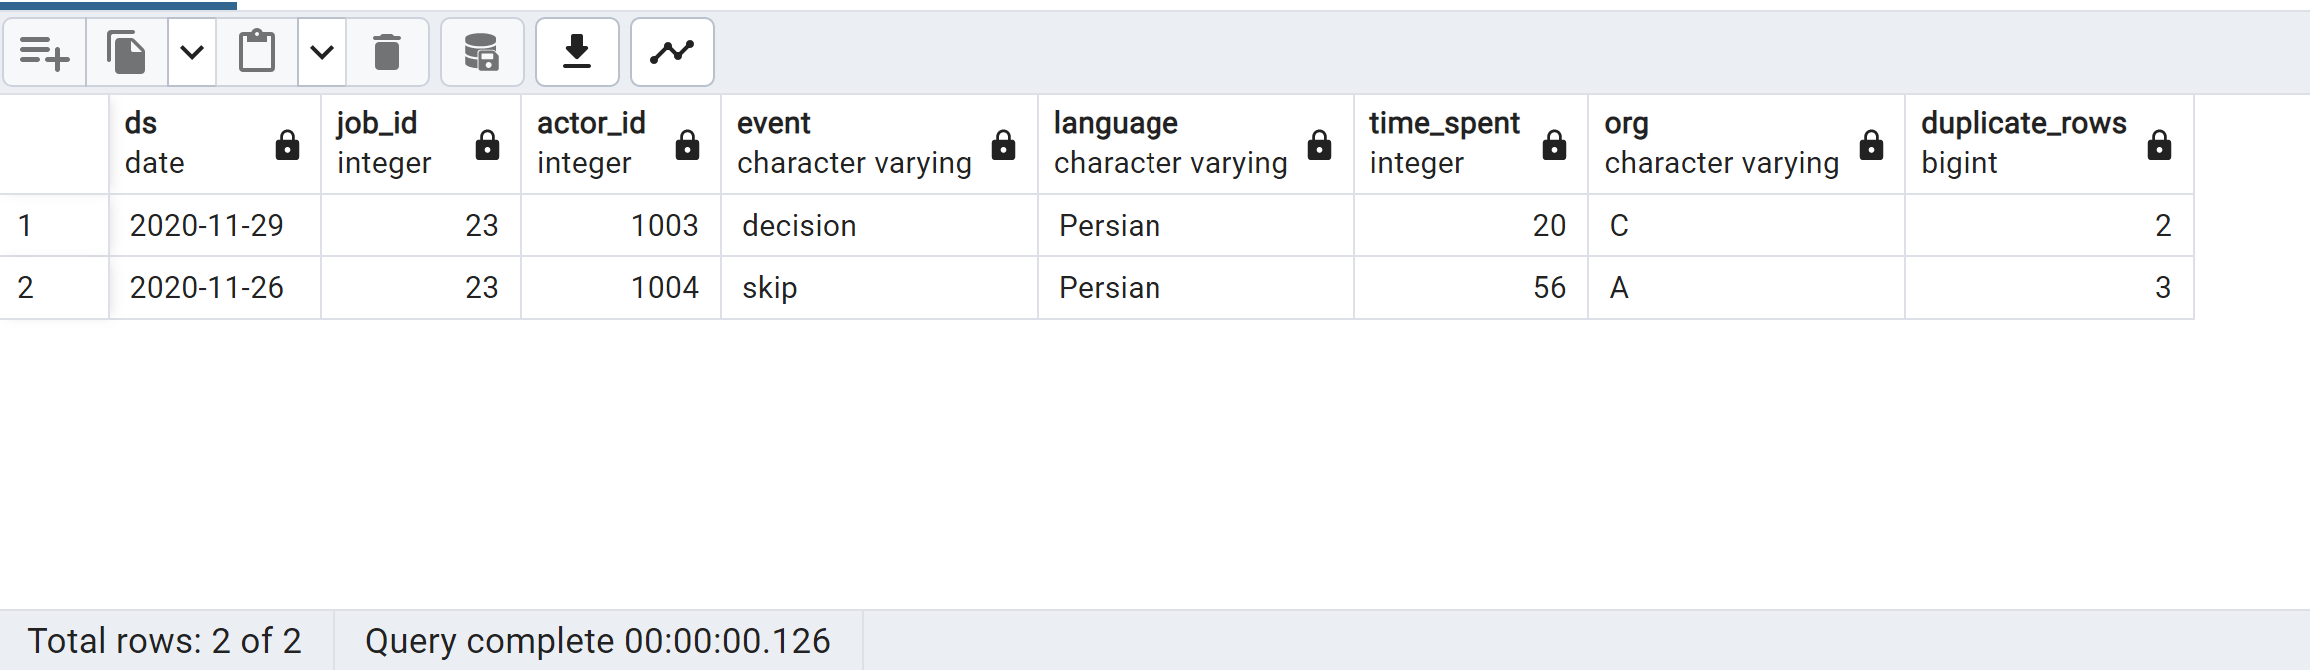 ds job_id actor_id event language time_spent org duplicate_rows
date integer integer character varying character varying integer character varying bigint
1 2020-11-29 23 1003 decision Persian 20 C 2
2 2020-11-26 23 1004 skip Persian 56 A 3
Total rows: 2 of 2 Query complete 00:00:00.126